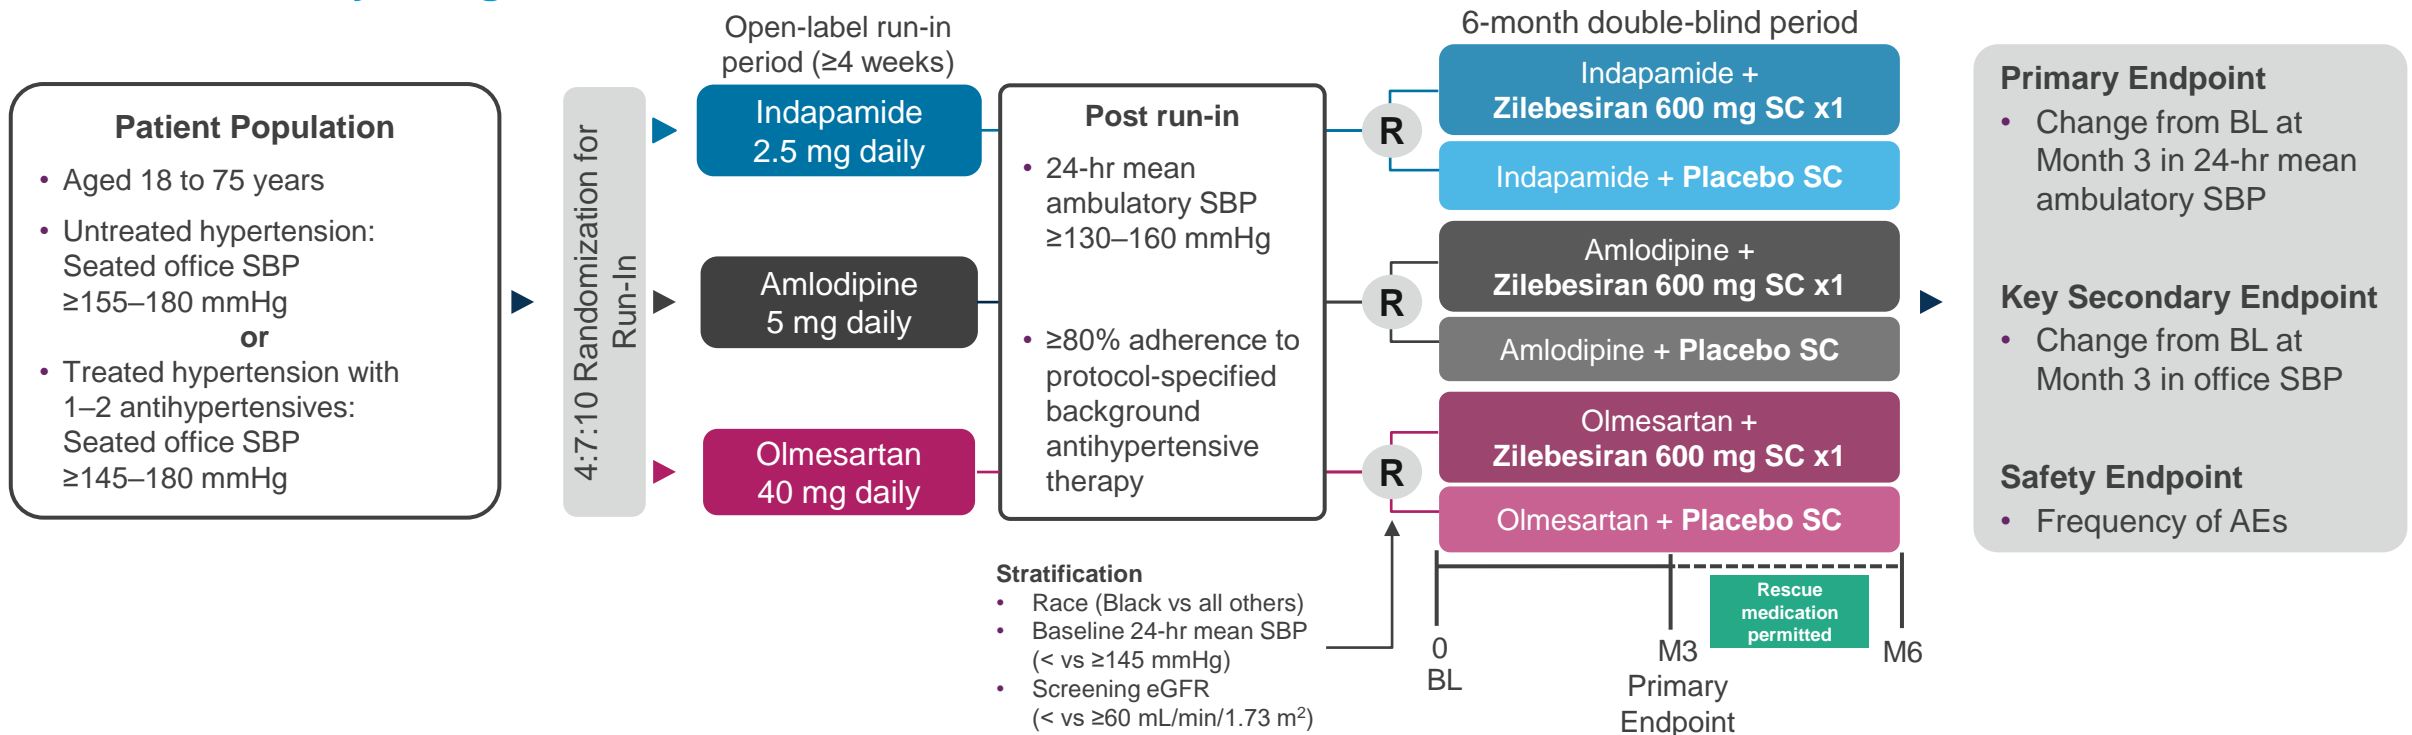 Patient Population
• Aged 18 to 75 years
• Untreated hypertension:
Seated office SBP
≥155–180 mmHg
or
• Treated hypertension with
1–2 antihypertensives:
Seated office SBP
≥145–180 mmHg
4:7:10 Randomization for
Run-In
Open-label run-in
period (≥4 weeks)
Indapamide
2.5 mg daily
Amlodipine
5 mg daily
Olmesartan
40 mg daily
Post run-in
• 24-hr mean
ambulatory SBP
≥130–160 mmHg
• ≥80% adherence to
protocol-specified
background
antihypertensive
therapy
Stratification
• Race (Black vs all others)
• Baseline 24-hr mean SBP
(< vs ≥145 mmHg)
• Screening eGFR
(< vs ≥60 mL/min/1.73 m²)
R
R
R
6-month double-blind period
Indapamide +
Zilebesiran 600 mg SC x1
Indapamide + Placebo SC
Amlodipine +
Zilebesiran 600 mg SC x1
Amlodipine + Placebo SC
Olmesartan +
Zilebesiran 600 mg SC x1
Olmesartan + Placebo SC
Rescue
medication
permitted
0
BL
M3
Primary
Endpoint
M6
Primary Endpoint
• Change from BL at
Month 3 in 24-hr mean
ambulatory SBP
Key Secondary Endpoint
• Change from BL at
Month 3 in office SBP
Safety Endpoint
• Frequency of AEs